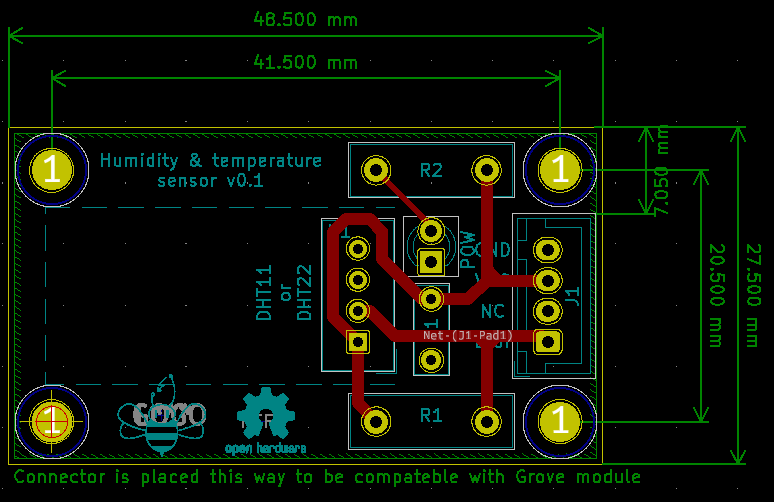 48.500 mm
41.500 mm
Humidity & temperature
sensor v0.1
1
1
R2
7.050 mm
POW
GND
DHT11
or
DHT22
J1
NC
Net-(J1-Pad1)
20.500 mm
27.500 mm
1
1
R1
open hardware
Connector is placed this way to be compateble with Grove module